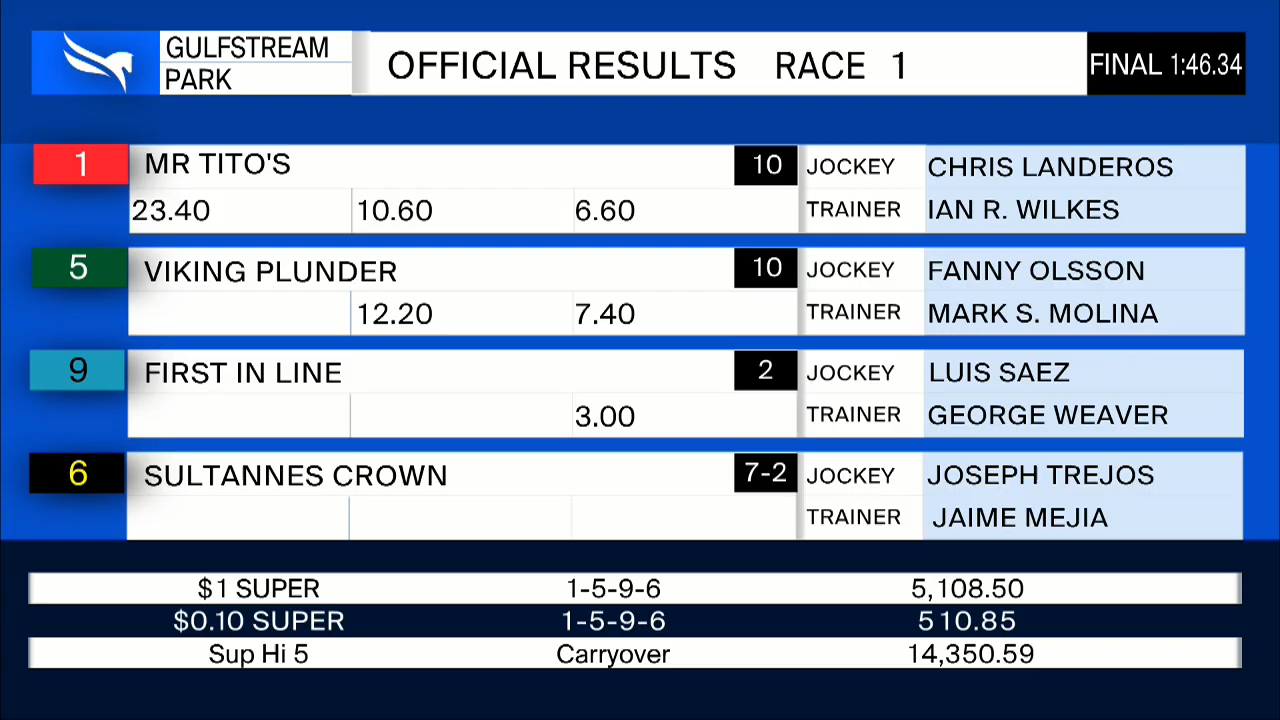 GULFSTREAM
PARK
OFFICIAL RESULTS RACE 1
FINAL 1:46.34
1 MR TITO'S 10 JOCKEY CHRIS LANDEROS
23.40 10.60 6.60 TRAINER IAN R. WILKES
5 VIKING PLUNDER 10 JOCKEY FANNY OLSSON
12.20 7.40 TRAINER MARK S. MOLINA
9 FIRST IN LINE 2 JOCKEY LUIS SAEZ
3.00 TRAINER GEORGE WEAVER
6 SULTANNES CROWN 7-2 JOCKEY JOSEPH TREJOS
TRAINER JAIME MEJIA
$1 SUPER 1-5-9-6 5,108.50
$0.10 SUPER 1-5-9-6 510.85
Sup Hi 5 Carryover 14,350.59